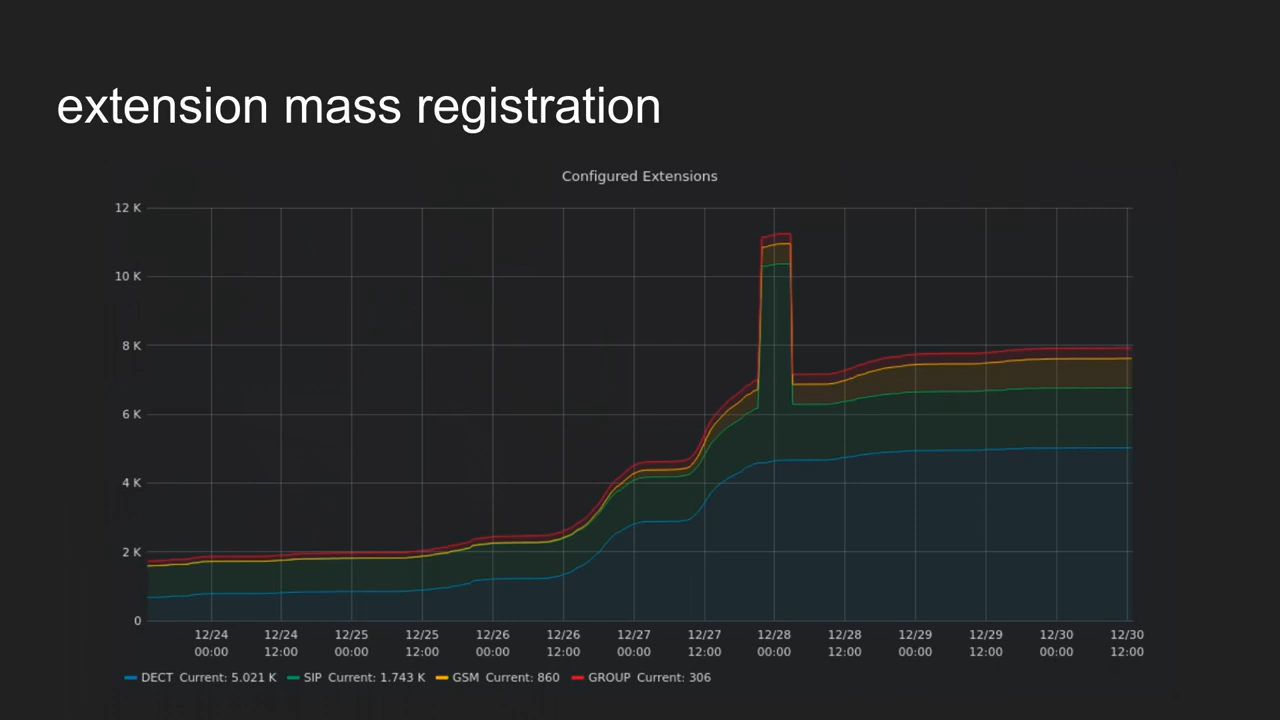 extension mass registration
Configured Extensions
12 K
10 K
8 K
6 K
4 K
2 K
0
12/24 12/24 12/25 12/25 12/26 12/26 12/27 12/27 12/28 12/28 12/29 12/29 12/30 12/30
00:00 12:00 00:00 12:00 00:00 12:00 00:00 12:00 00:00 12:00 00:00 12:00 00:00 12:00
DECT Current: 5.021 K SIP Current: 1.743 K GSM Current: 860 GROUP Current: 306